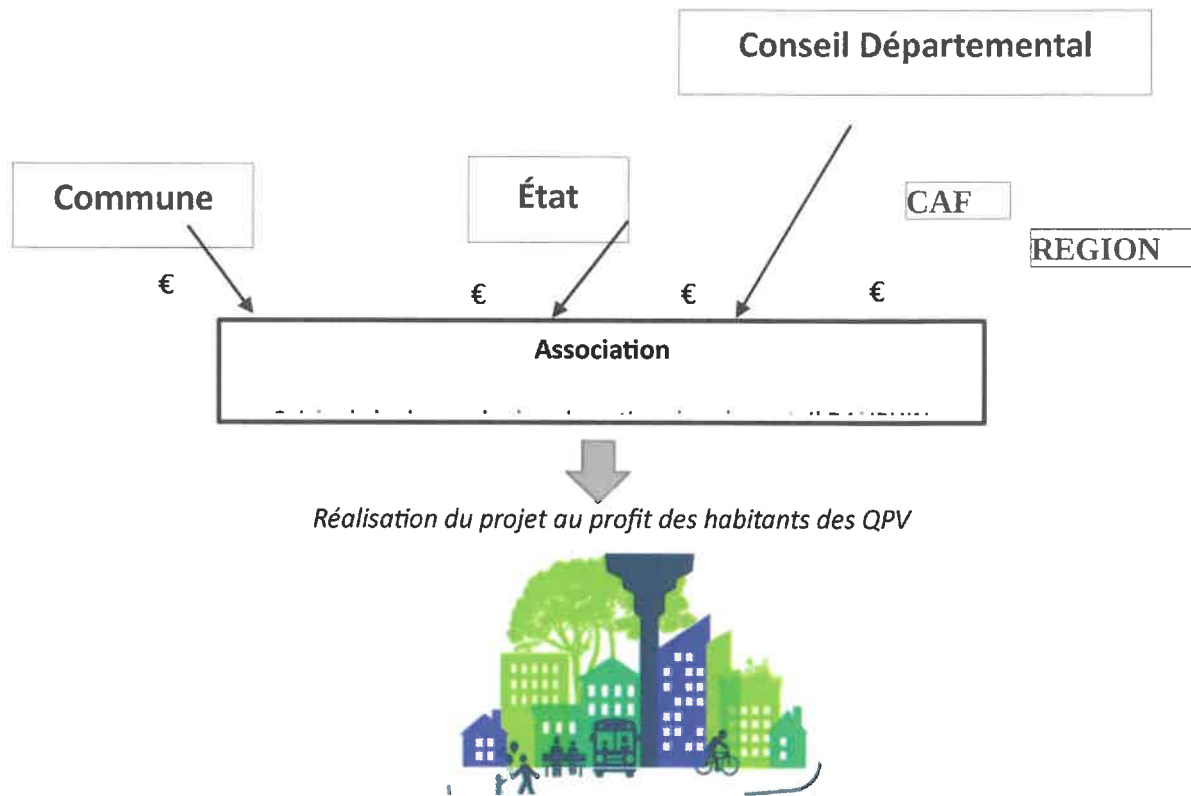 Conseil Départemental
Commune
État
CAF
REGION
€
€
€
€
Association
Réalisation du projet au profit des habitants des QPV